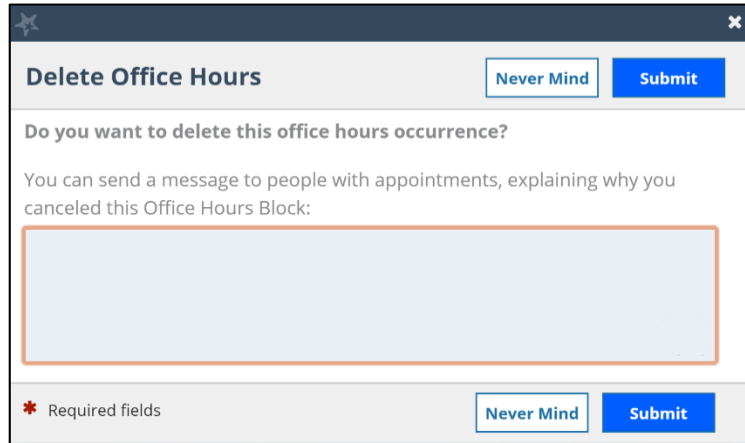 Delete Office Hours
Never Mind
Submit
Do you want to delete this office hours occurrence?
You can send a message to people with appointments, explaining why you
canceled this Office Hours Block:
* Required fields
Never Mind
Submit